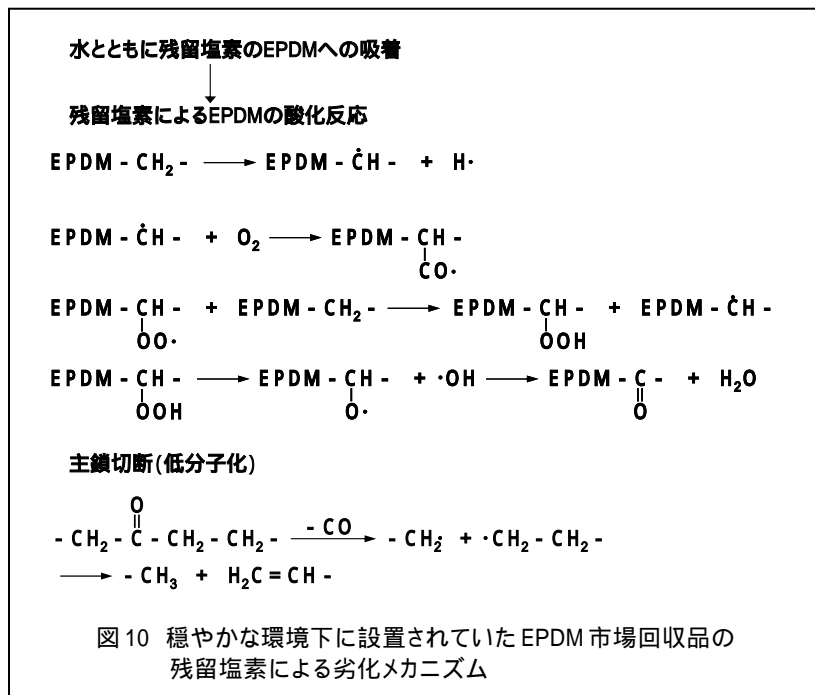 水とともに残留塩素のEPDMへの吸着
残留塩素によるEPDMの酸化反応
EPDM - CH₂ - ⟶ EPDM - ĊH - + H·
EPDM - ĊH - + O₂ ⟶ EPDM - CH -
CO·
EPDM - CH - + EPDM - CH₂ - ⟶ EPDM - CH - + EPDM - ĊH -
OO· OOH
EPDM - CH - ⟶ EPDM - CH - + ·OH ⟶ EPDM - C - + H₂O
OOH O· O
主鎖切断(低分子化)
O
- CH₂ - C - CH₂ - CH₂ - - CO ⟶ - CH₂· + ·CH₂ - CH₂ -
⟶ - CH₃ + H₂C = CH -
図10 穏やかな環境下に設置されていたEPDM市場回収品の
残留塩素による劣化メカニズム